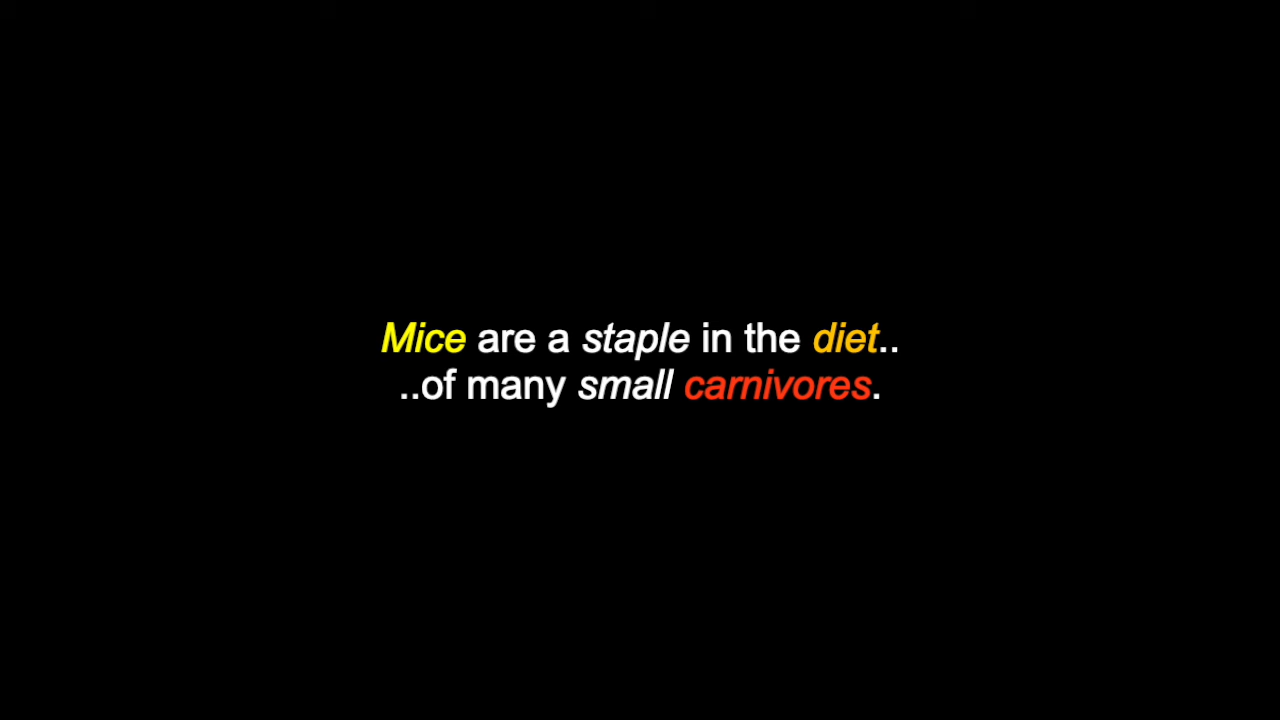 Mice are a staple in the diet..
..of many small carnivores.